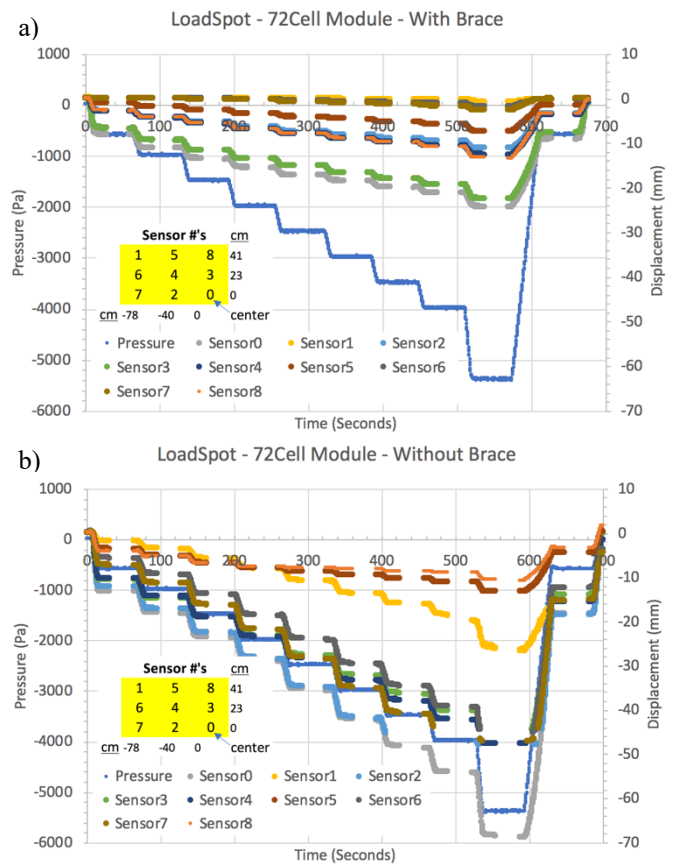 a)
LoadSpot - 72Cell Module - With Brace
1000
0
-1000
-2000
-3000
-4000
-5000
-6000
Pressure (Pa)
0 100 200 300 400 500 600 700
10
0
-10
-20
-30
-40
-50
-60
-70
Displacement (mm)
Sensor #'s cm
1 5 8 41
6 4 3 23
7 2 0 0
cm -78 -40 0 center
Pressure Sensor0 Sensor1 Sensor2
Sensor3 Sensor4 Sensor5 Sensor6
Sensor7 Sensor8
Time (Seconds)
b)
LoadSpot - 72Cell Module - Without Brace
1000
0
-1000
-2000
-3000
-4000
-5000
-6000
Pressure (Pa)
0 100 200 300 400 500 600 700
10
0
-10
-20
-30
-40
-50
-60
-70
Displacement (mm)
Sensor #'s cm
1 5 8 41
6 4 3 23
7 2 0 0
cm -78 -40 0 center
Pressure Sensor0 Sensor1 Sensor2
Sensor3 Sensor4 Sensor5 Sensor6
Sensor7 Sensor8
Time (Seconds)